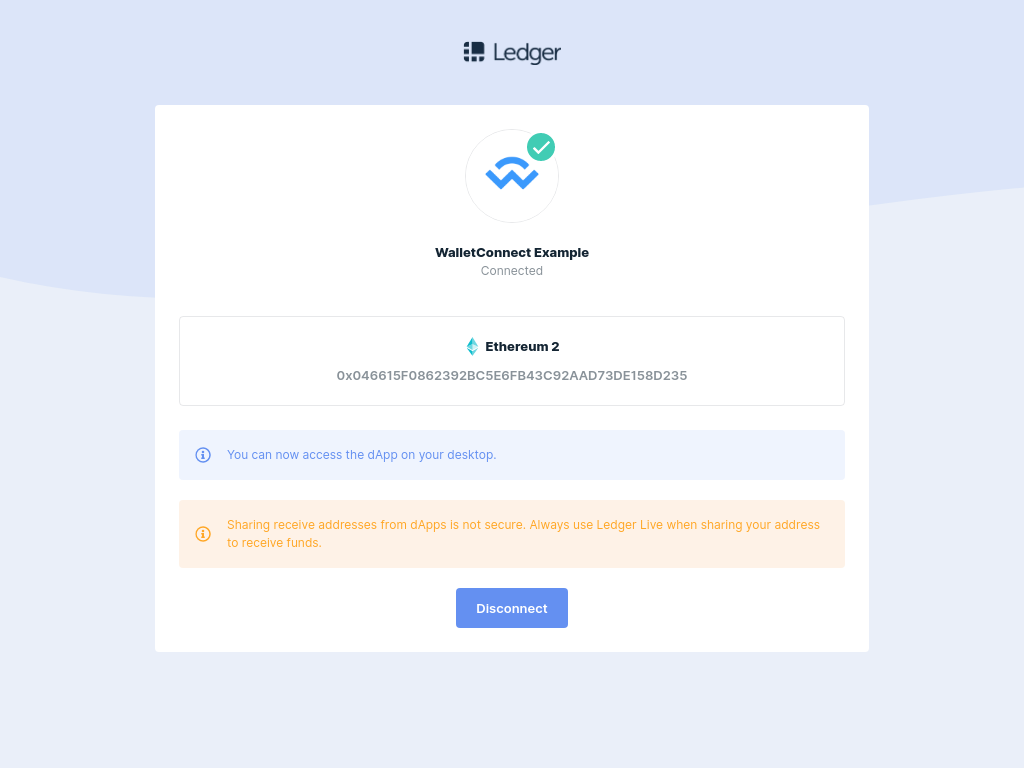 Ledger
WalletConnect Example
Connected
Ethereum 2
0x046615F0862392BC5E6FB43C92AAD73DE158D235
You can now access the dApp on your desktop.
Sharing receive addresses from dApps is not secure. Always use Ledger Live when sharing your address
to receive funds.
Disconnect